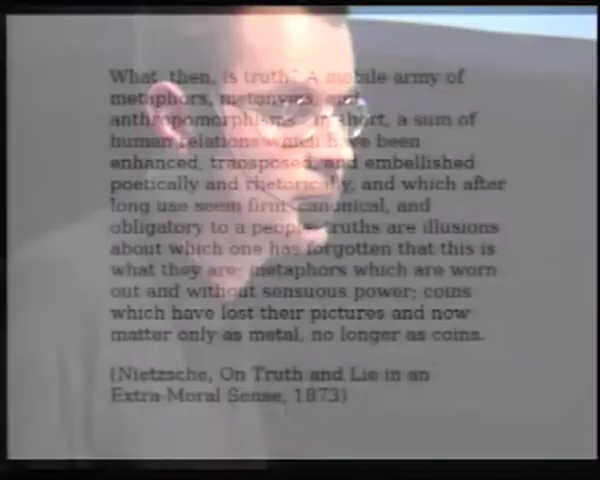 What, then, is truth? A mobile army of
metaphors, metonyms, and
anthropomorphisms: in short, a sum of
human relations which have been
enhanced, transposed, and embellished
poetically and rhetorically, and which after
long use seem firm, canonical, and
obligatory to a people: truths are illusions
about which one has forgotten that this is
what they are; metaphors which are worn
out and without sensuous power; coins
which have lost their pictures and now
matter only as metal, no longer as coins.
(Nietzsche, On Truth and Lie in an
Extra-Moral Sense, 1873)